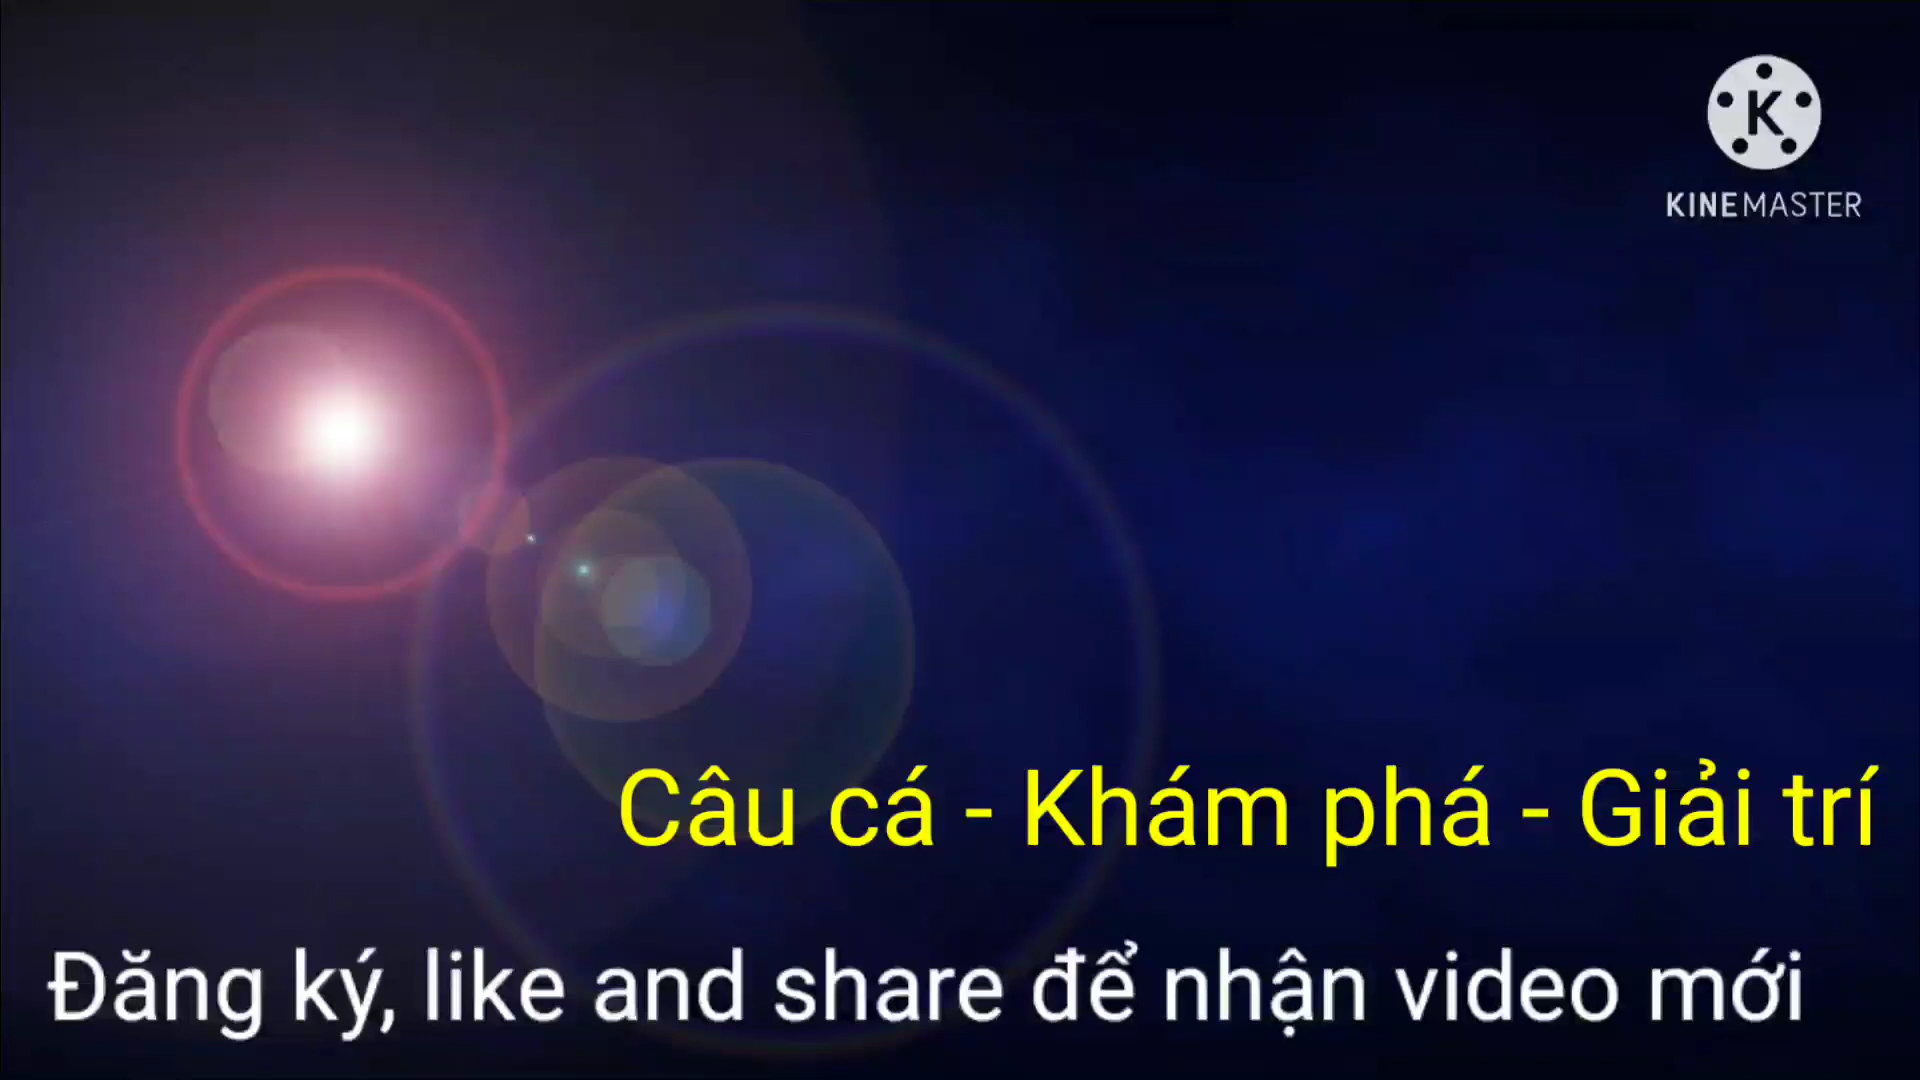 K
KINEMASTER
Câu cá - Khám phá - Giải trí
Đăng ký, like and share để nhận video mới